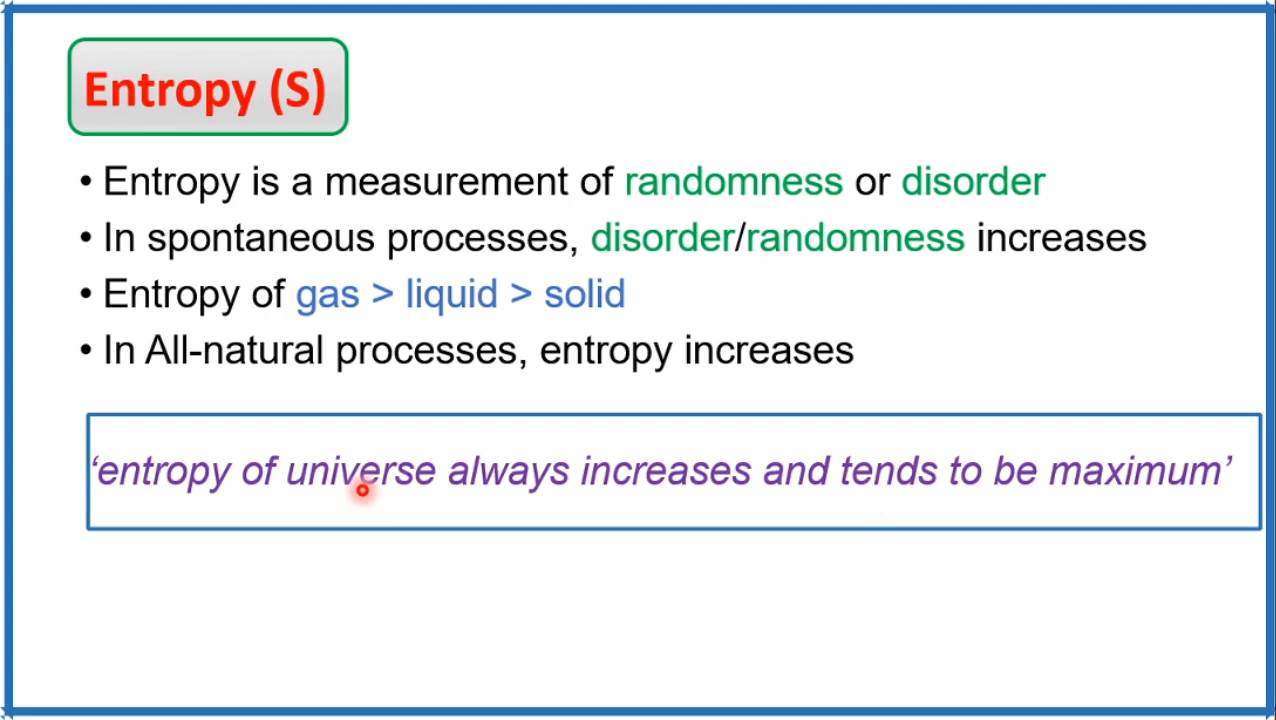 Entropy (S)
• Entropy is a measurement of randomness or disorder
• In spontaneous processes, disorder/randomness increases
• Entropy of gas > liquid > solid
• In All-natural processes, entropy increases
‘entropy of universe always increases and tends to be maximum’